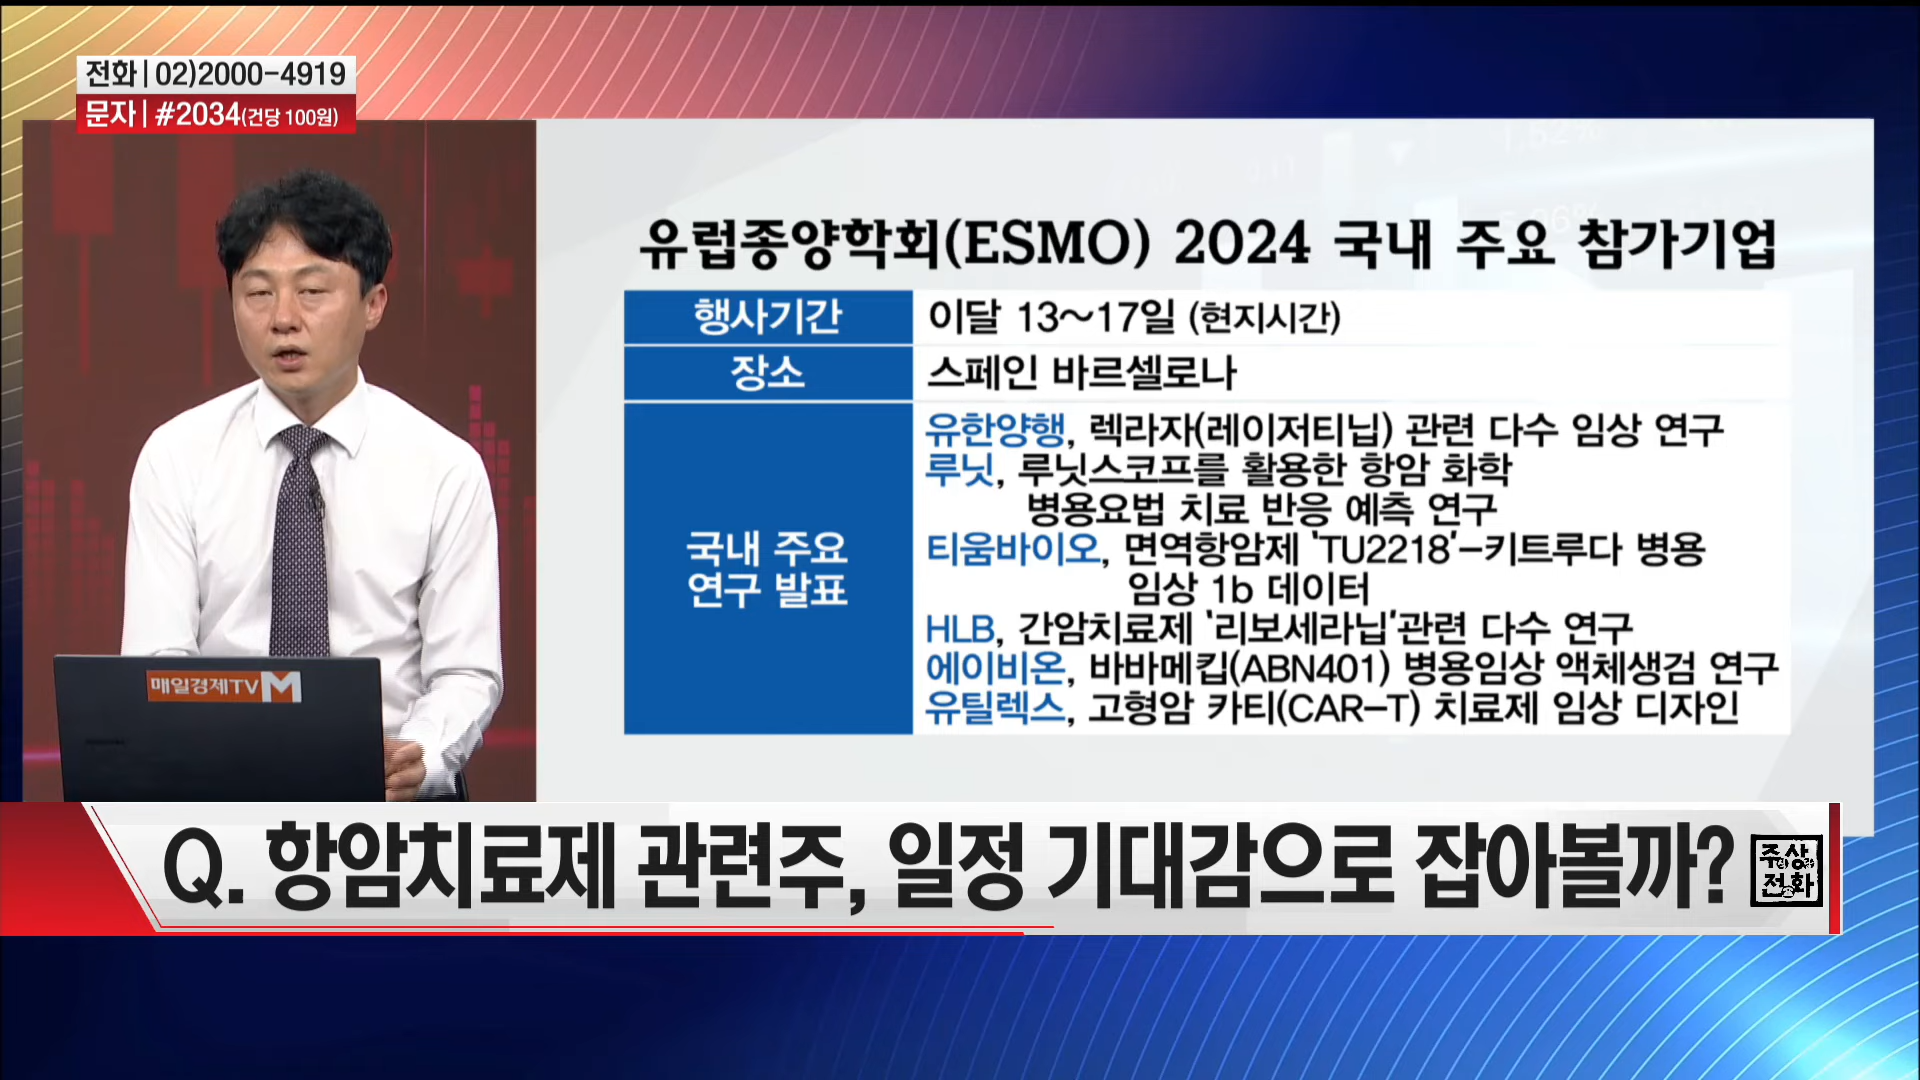 전화 | 02)2000-4919
문자 | #2034(건당 100원)
유럽종양학회(ESMO) 2024 국내 주요 참가기업
행사기간 이달 13~17일 (현지시간)
장소 스페인 바르셀로나
국내 주요
연구 발표
유한양행, 렉라자(레이저티닙) 관련 다수 임상 연구
루닛, 루닛스코프를 활용한 항암 화학
병용요법 치료 반응 예측 연구
티움바이오, 면역항암제 'TU2218'-키트루다 병용
임상 1b 데이터
HLB, 간암치료제 '리보세라닙'관련 다수 연구
에이비온, 바바메킵(ABN401) 병용임상 액체생검 연구
유틸렉스, 고형암 카티(CAR-T) 치료제 임상 디자인
매일경제TV M
Q. 항암치료제 관련주, 일정 기대감으로 잡아볼까?
주상
전화